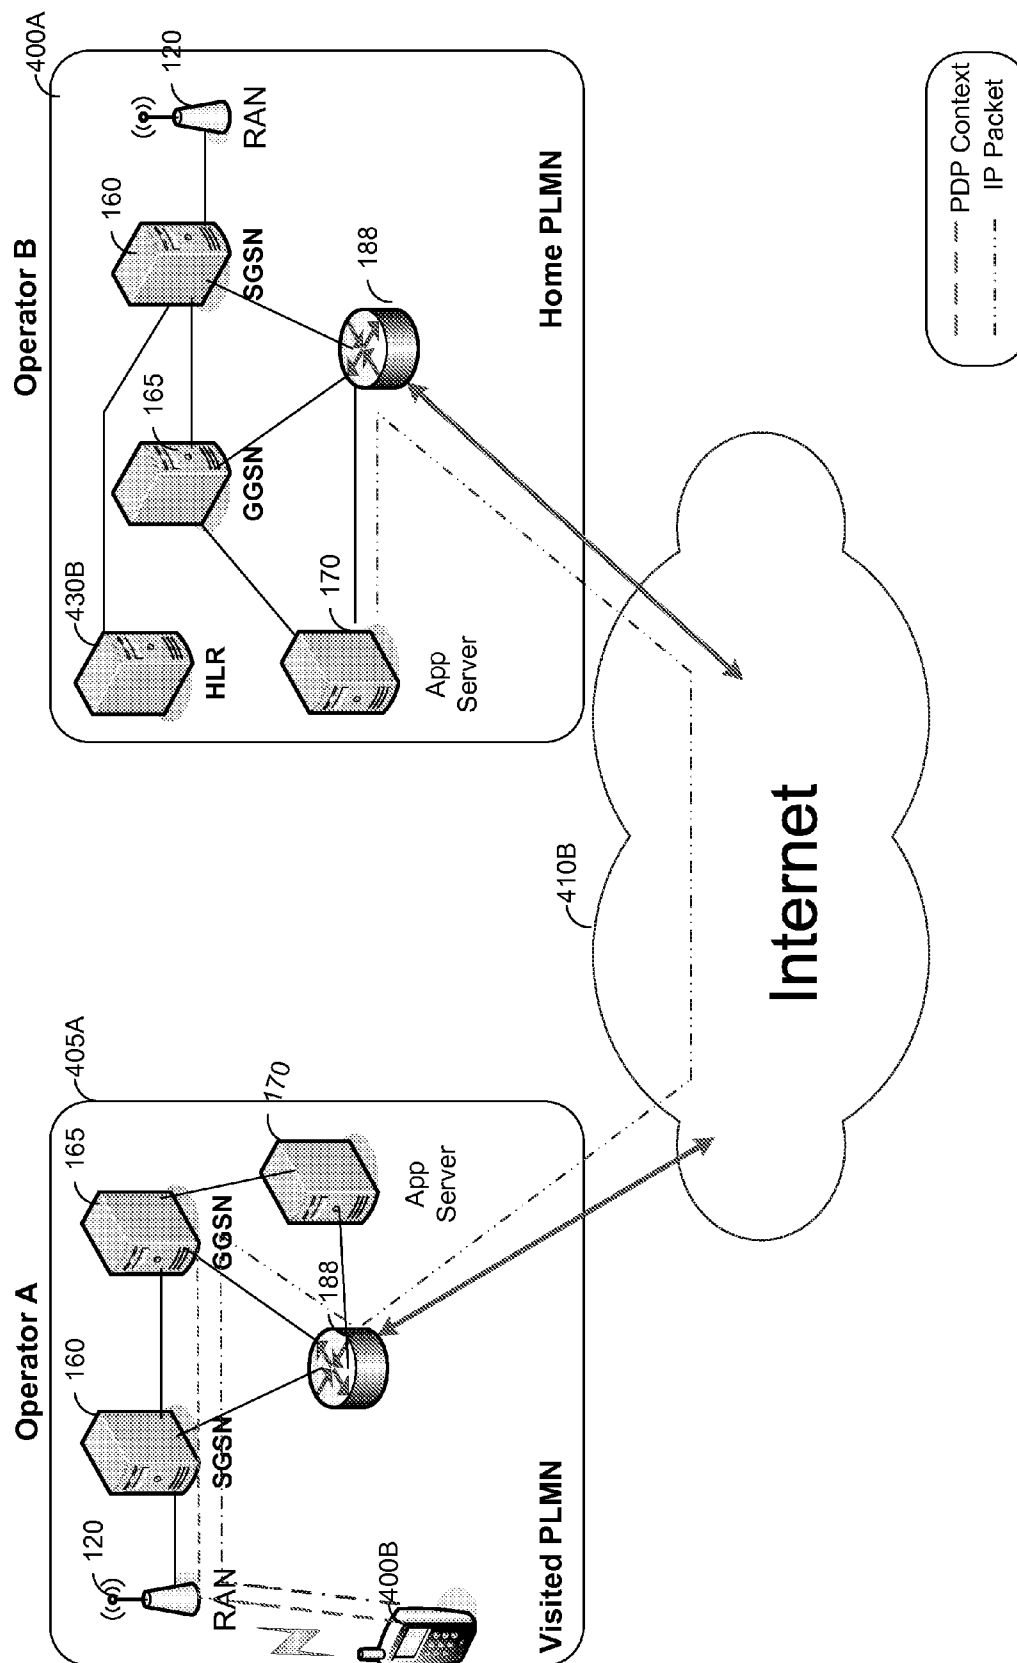 Operator A
120
RAN
160
SGSN
165
GGSN
405A
170
App
Server
188
400B
Visited PLMN
410B
Internet
Operator B
400A
430B
HLR
165
GGSN
160
SGSN
120
RAN
170
App
Server
188
Home PLMN
PDP Context
IP Packet